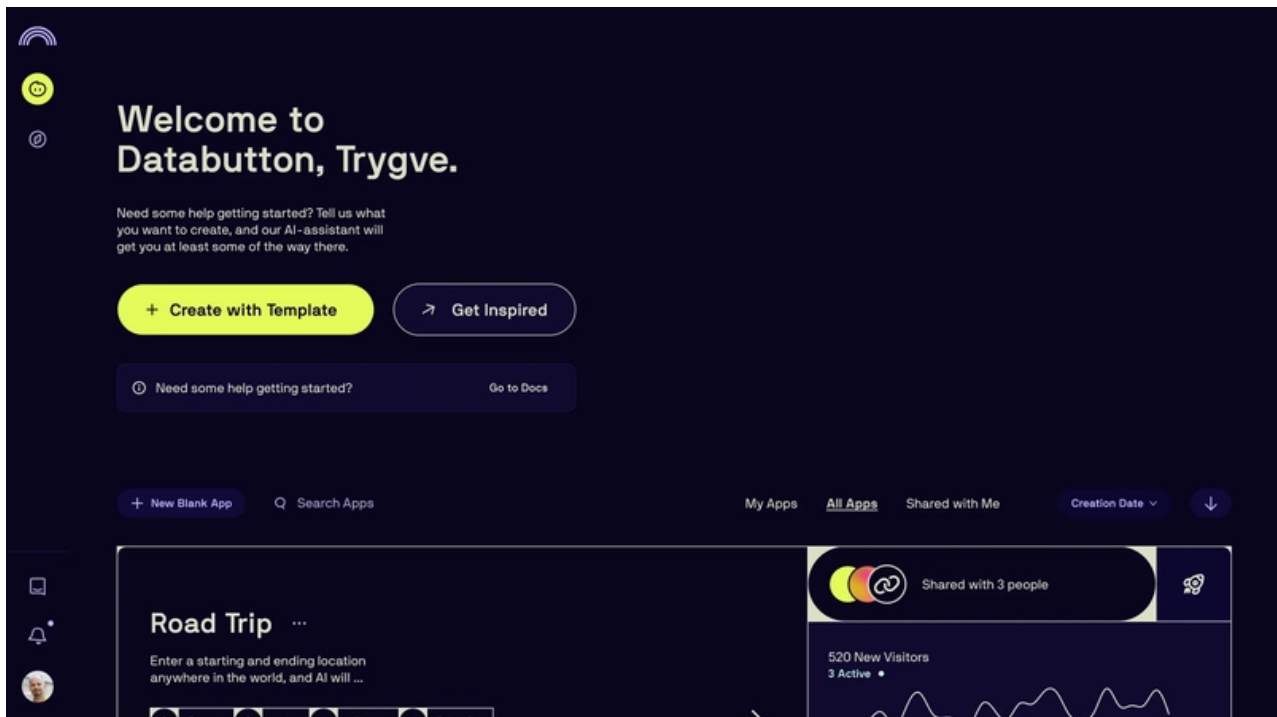 Welcome to
Databutton, Trygve.
Need some help getting started? Tell us what
you want to create, and our AI-assistant will
get you at least some of the way there.
+ Create with Template
Get Inspired
Need some help getting started?
Go to Docs
+ New Blank App
Search Apps
My Apps
All Apps
Shared with Me
Creation Date
Road Trip ...
Enter a starting and ending location
anywhere in the world, and AI will ...
Shared with 3 people
520 New Visitors
3 Active